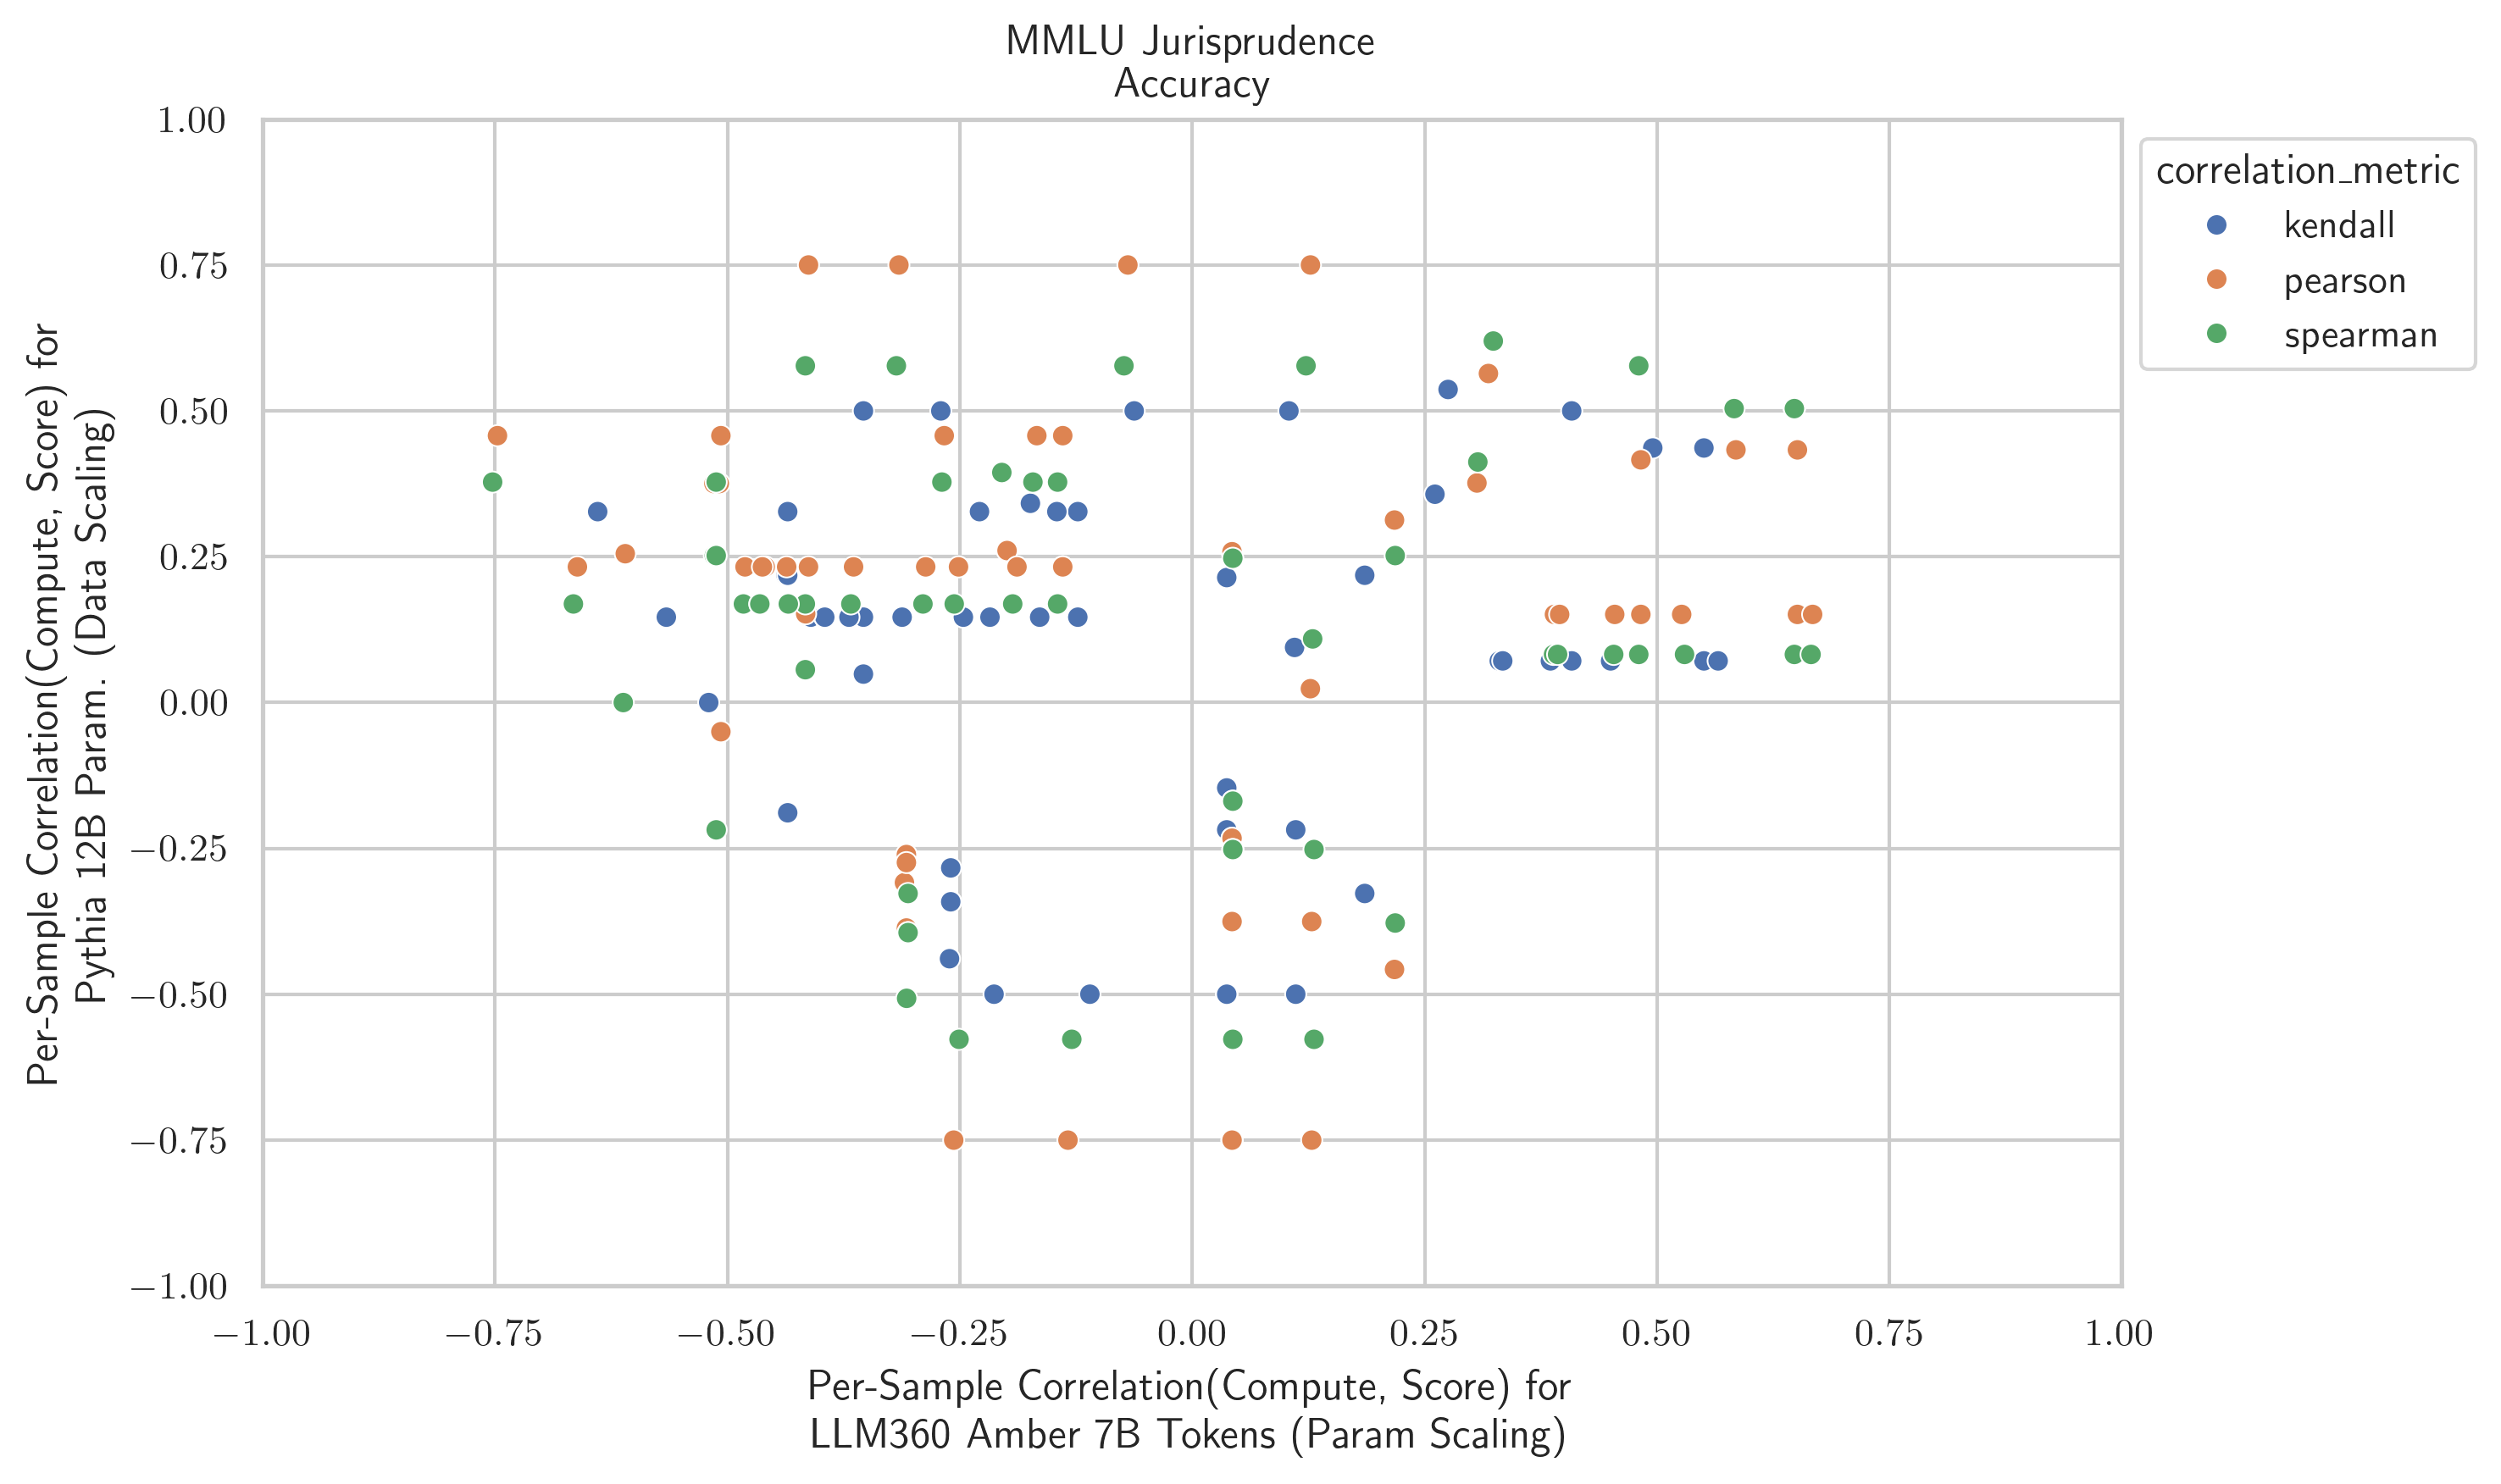 MMLU Jurisprudence
Accuracy
Per-Sample Correlation(Compute, Score) for
Pythia 12B Param. (Data Scaling)
1.00
0.75
0.50
0.25
0.00
−0.25
−0.50
−0.75
−1.00
−1.00 −0.75 −0.50 −0.25 0.00 0.25 0.50 0.75 1.00
Per-Sample Correlation(Compute, Score) for
LLM360 Amber 7B Tokens (Param Scaling)
correlation_metric
kendall
pearson
spearman